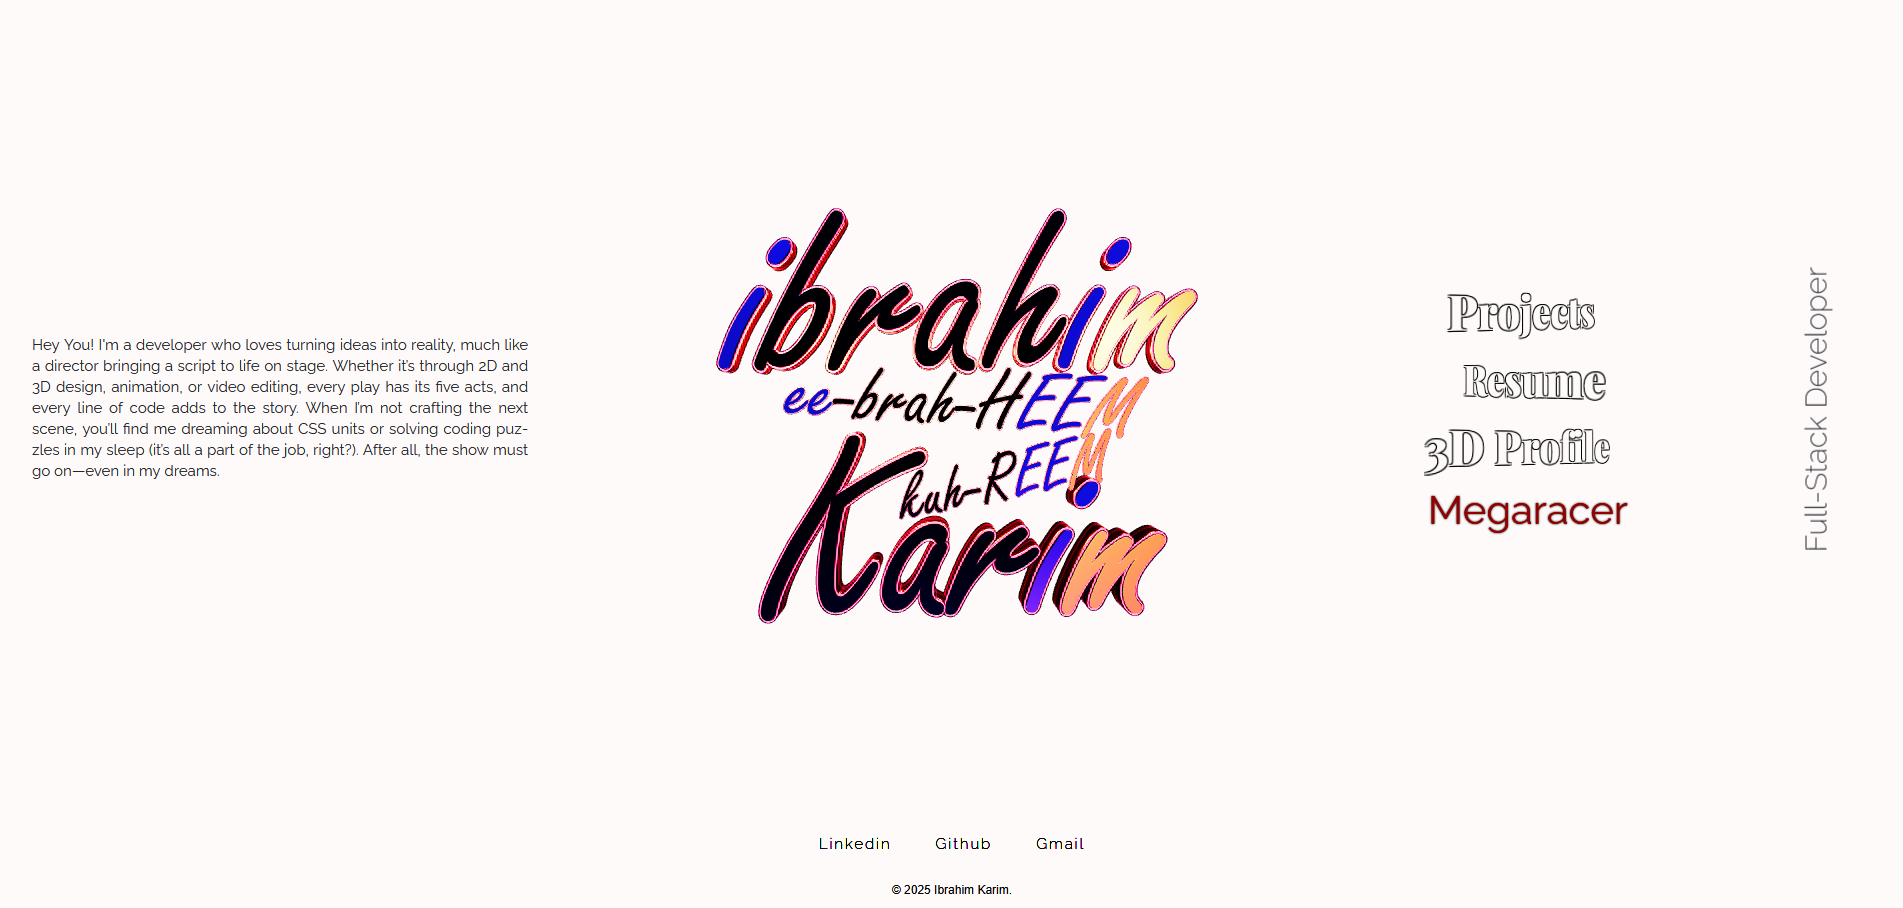 Hey You! I'm a developer who loves turning ideas into reality, much like
a director bringing a script to life on stage. Whether it's through 2D and
3D design, animation, or video editing, every play has its five acts, and
every line of code adds to the story. When I'm not crafting the next
scene, you'll find me dreaming about CSS units or solving coding puz-
zles in my sleep (it's all a part of the job, right?). After all, the show must
go on—even in my dreams.
ibrahim
ee-brah-HEEM
kuh-REEM
Karim
Projects
Resume
3D Profile
Megaracer
Full-Stack Developer
Linkedin Github Gmail
© 2025 Ibrahim Karim.